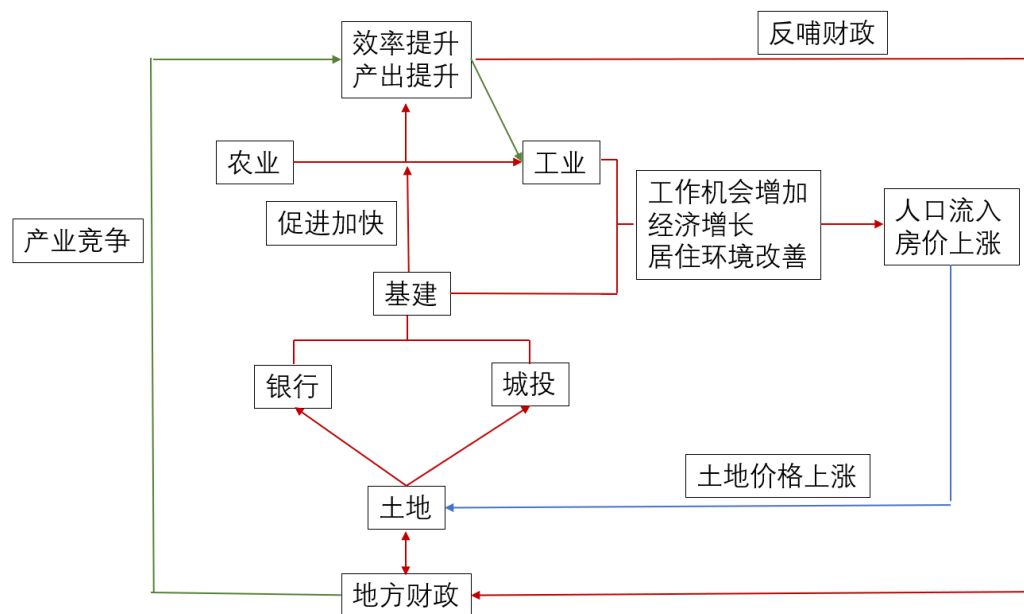 反哺财政
效率提升
产出提升
农业
工业
促进加快
工作机会增加
经济增长
居住环境改善
人口流入
房价上涨
产业竞争
基建
银行
城投
土地价格上涨
土地
地方财政